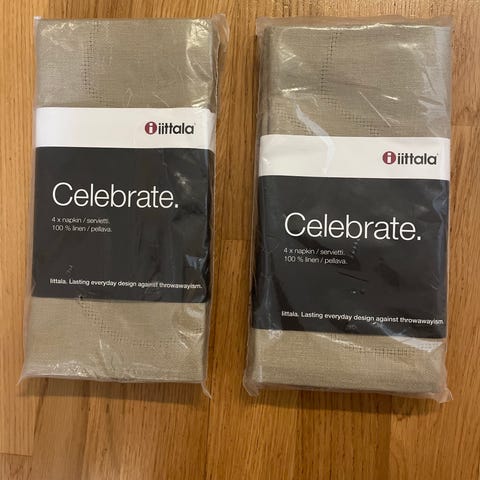 iittala
Celebrate.
4 x napkin / servietti.
100 % linen / pellava.
Iittala. Lasting everyday design against throwawayism.
iittala
Celebrate.
4 x napkin / servietti.
100 % linen / pellava.
Iittala. Lasting everyday design against throwawayism.